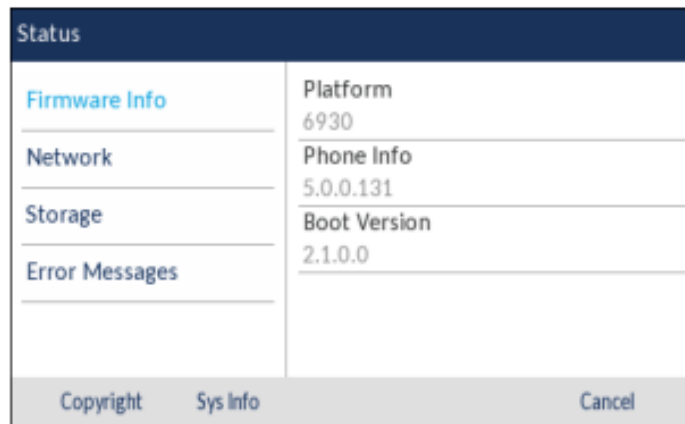 Status
Firmware Info
Network
Storage
Error Messages
Platform
6930
Phone Info
5.0.0.131
Boot Version
2.1.0.0
Copyright
Sys Info
Cancel